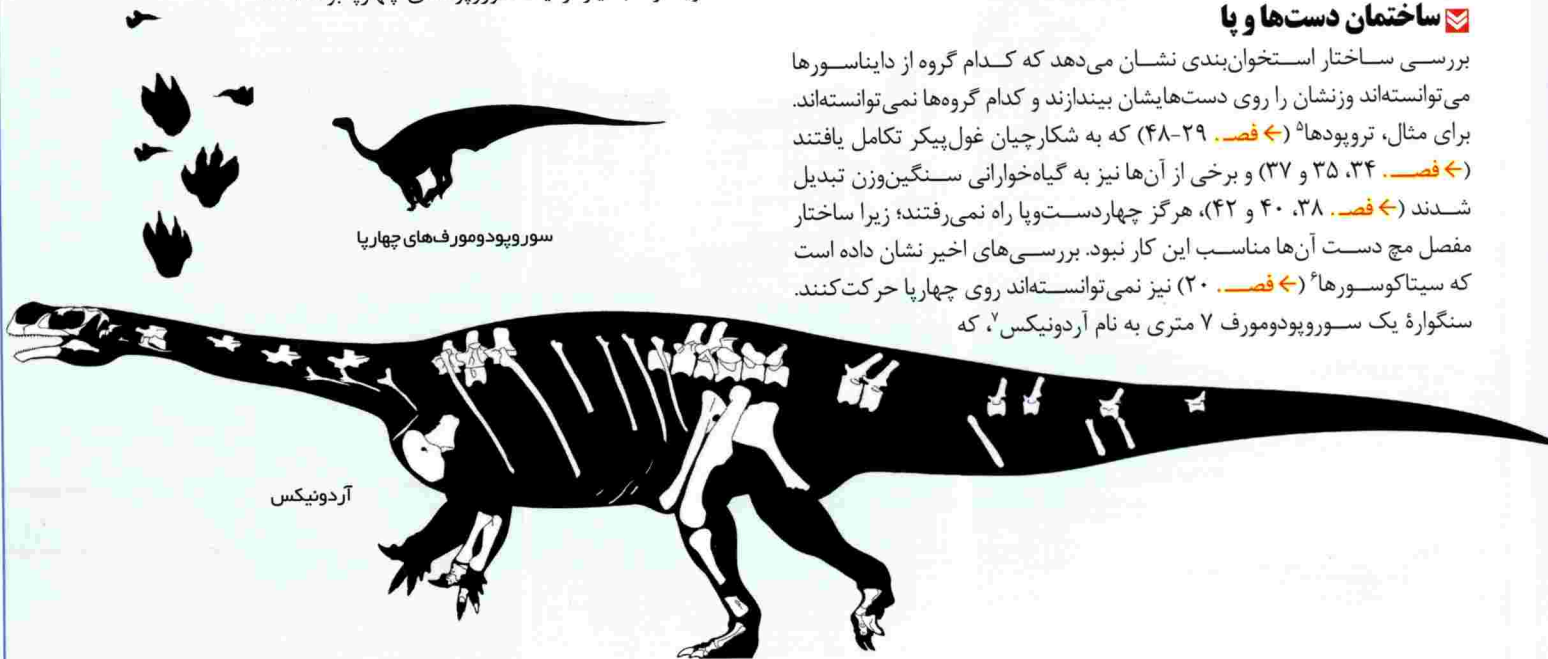 ساختمان دست‌ها و پا
بررسی ساختار استخوان‌بندی نشان می‌دهد که کدام گروه از دایناسورها
می‌توانسته‌اند وزنشان را روی دست‌هایشان بیندازند و کدام گروه‌ها نمی‌توانسته‌اند.
برای مثال، تروپودها۵ (← فصـ . ۲۹-۴۸) که به شکارچیان غول‌پیکر تکامل یافتند
(← فصـ . ۳۴، ۳۵ و ۳۷) و برخی از آن‌ها نیز به گیاه‌خوارانی سنگین‌وزن تبدیل
شدند (← فصـ . ۳۸، ۴۰ و ۴۲)، هرگز چهاردست‌وپا راه نمی‌رفتند؛ زیرا ساختار
مفصل مچ دست آن‌ها مناسب این کار نبود. بررسی‌های اخیر نشان داده است
که سیتاکوسورها۶ (← فصـ . ۲۰) نیز نمی‌توانسته‌اند روی چهارپا حرکت‌کنند.
سنگوارهٔ یک سوروپودومورف ۷ متری به نام آردونیکس۷، که
سوروپودومورف‌های چهارپا
آردونیکس